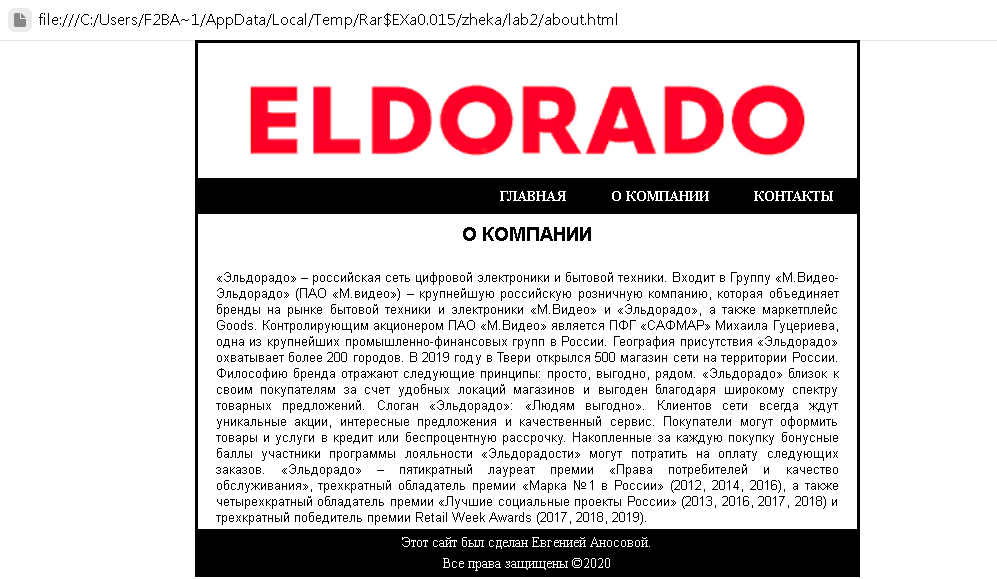 file:///C:/Users/F2BA~1/AppData/Local/Temp/Rar$EXa0.015/zheka/lab2/about.html
ELDORADO
ГЛАВНАЯ О КОМПАНИИ КОНТАКТЫ
О КОМПАНИИ
«Эльдорадо» – российская сеть цифровой электроники и бытовой техники. Входит в Группу «М.Видео-
Эльдорадо» (ПАО «М.видео») – крупнейшую российскую розничную компанию, которая объединяет
бренды на рынке бытовой техники и электроники «М.Видео» и «Эльдорадо», а также маркетплейс
Goods. Контролирующим акционером ПАО «М.Видео» является ПФГ «САФМАР» Михаила Гуцериева,
одна из крупнейших промышленно-финансовых групп в России. География присутствия «Эльдорадо»
охватывает более 200 городов. В 2019 году в Твери открылся 500 магазин сети на территории России.
Философию бренда отражают следующие принципы: просто, выгодно, рядом. «Эльдорадо» близок к
своим покупателям за счет удобных локаций магазинов и выгоден благодаря широкому спектру
товарных предложений. Слоган «Эльдорадо»: «Людям выгодно». Клиентов сети всегда ждут
уникальные акции, интересные предложения и качественный сервис. Покупатели могут оформить
товары и услуги в кредит или беспроцентную рассрочку. Накопленные за каждую покупку бонусные
баллы участники программы лояльности «Эльдорадости» могут потратить на оплату следующих
заказов. «Эльдорадо» – пятикратный лауреат премии «Права потребителей и качество
обслуживания», трехкратный обладатель премии «Марка №1 в России» (2012, 2014, 2016), а также
четырехкратный обладатель премии «Лучшие социальные проекты России» (2013, 2016, 2017, 2018) и
трехкратный победитель премии Retail Week Awards (2017, 2018, 2019).
Этот сайт был сделан Евгенией Аносовой.
Все права защищены ©2020